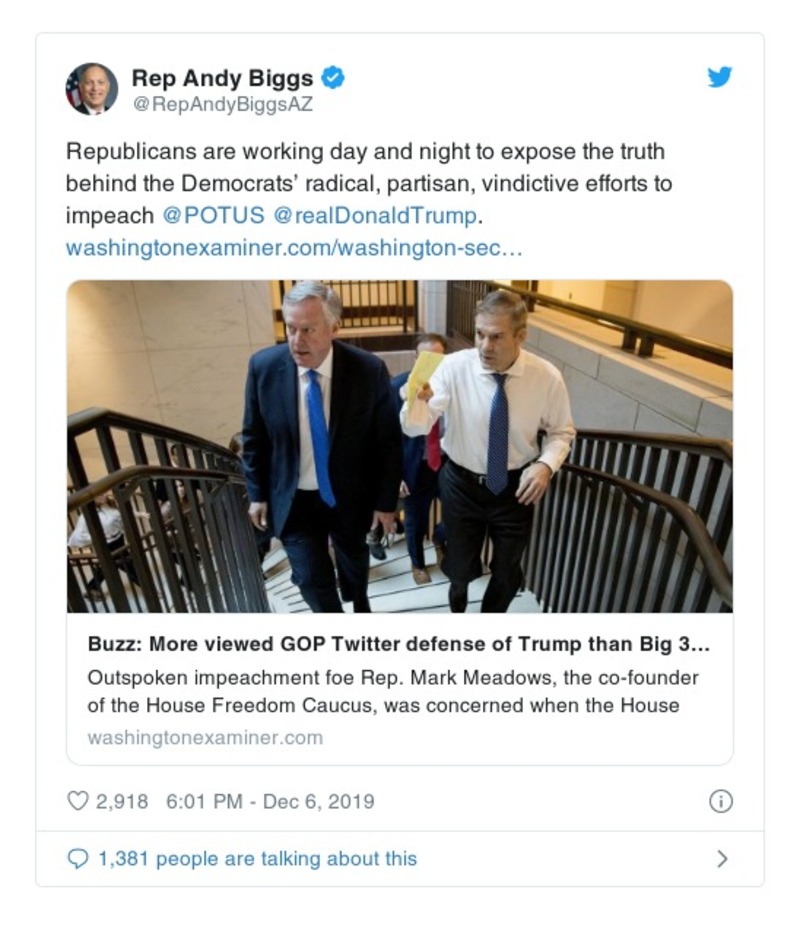 Rep Andy Biggs
@RepAndyBiggsAZ
Republicans are working day and night to expose the truth
behind the Democrats’ radical, partisan, vindictive efforts to
impeach @POTUS @realDonaldTrump.
washingtonexaminer.com/washington-sec…
Buzz: More viewed GOP Twitter defense of Trump than Big 3...
Outspoken impeachment foe Rep. Mark Meadows, the co-founder
of the House Freedom Caucus, was concerned when the House
washingtonexaminer.com
2,918 6:01 PM - Dec 6, 2019
1,381 people are talking about this